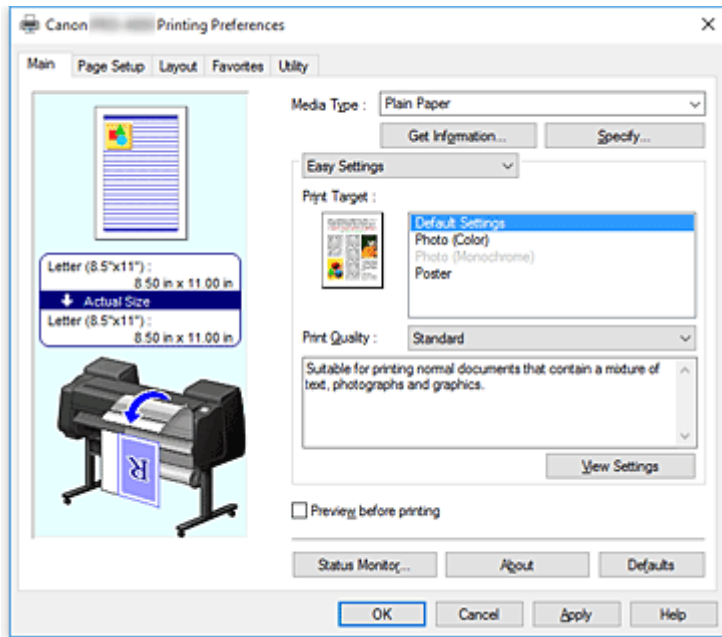 Canon Printing Preferences
Main Page Setup Layout Favorites Utility
Media Type : Plain Paper
Get Information... Specify...
Easy Settings
Print Target :
Default Settings
Photo (Color)
Photo (Monochrome)
Poster
Letter (8.5"x11") :
8.50 in x 11.00 in
Actual Size
Letter (8.5"x11") :
8.50 in x 11.00 in
R
Print Quality : Standard
Suitable for printing normal documents that contain a mixture of
text, photographs and graphics.
View Settings
Preview before printing
Status Monitor... About Defaults
OK Cancel Apply Help